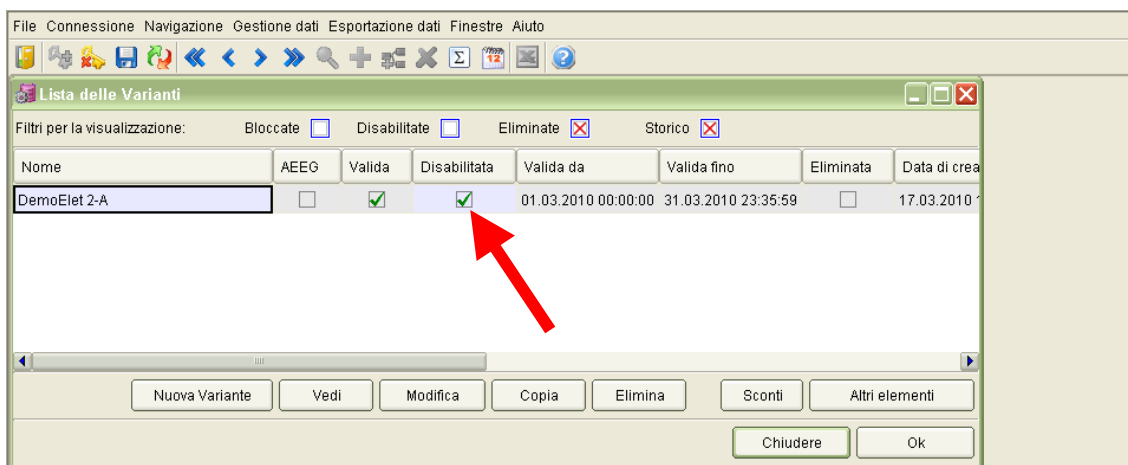 File Connessione Navigazione Gestione dati Esportazione dati Finestre Aiuto
Σ 12 ?
Lista delle Varianti
Filtri per la visualizzazione: Bloccate Disabilitate Eliminate Storico
Nome AEEG Valida Disabilitata Valida da Valida fino Eliminata Data di crea
DemoElet 2-A 01.03.2010 00:00:00 31.03.2010 23:35:59 17.03.2010 1
Nuova Variante Vedi Modifica Copia Elimina Sconti Altri elementi
Chiudere Ok